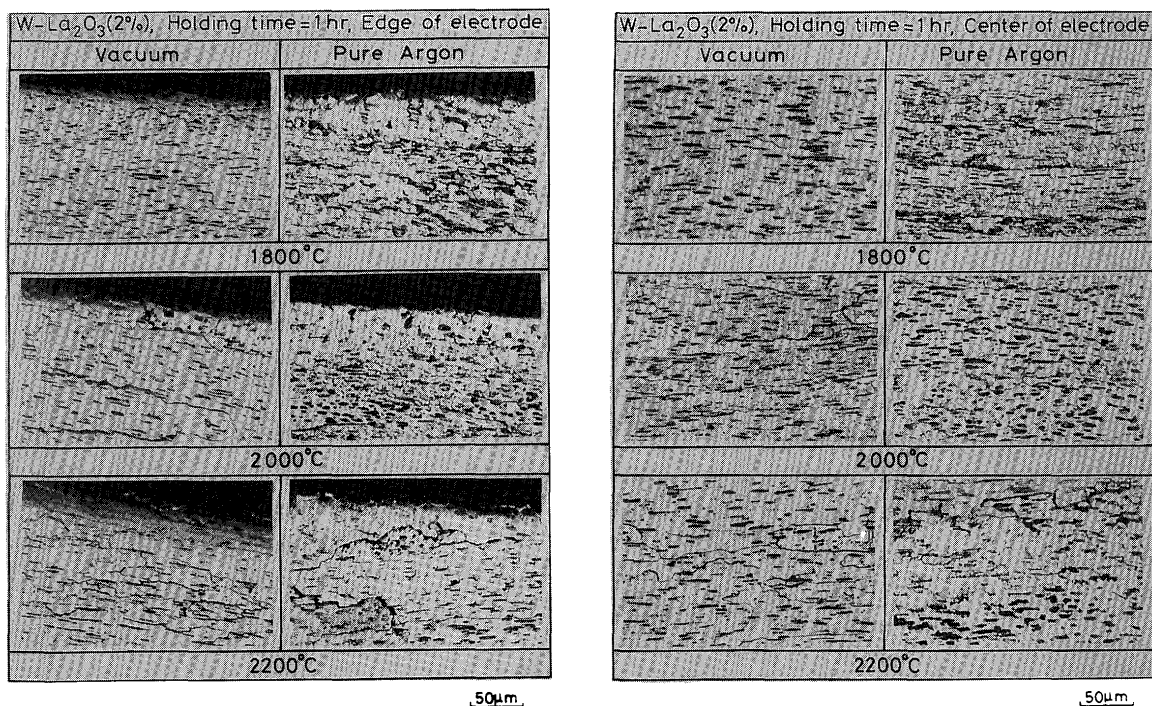 W-La₂O₃(2%), Holding time=1hr, Edge of electrode
Vacuum
Pure Argon
1800°C
2000°C
2200°C
50μm
W-La₂O₃(2%), Holding time=1hr, Center of electrode
Vacuum
Pure Argon
1800°C
2000°C
2200°C
50μm